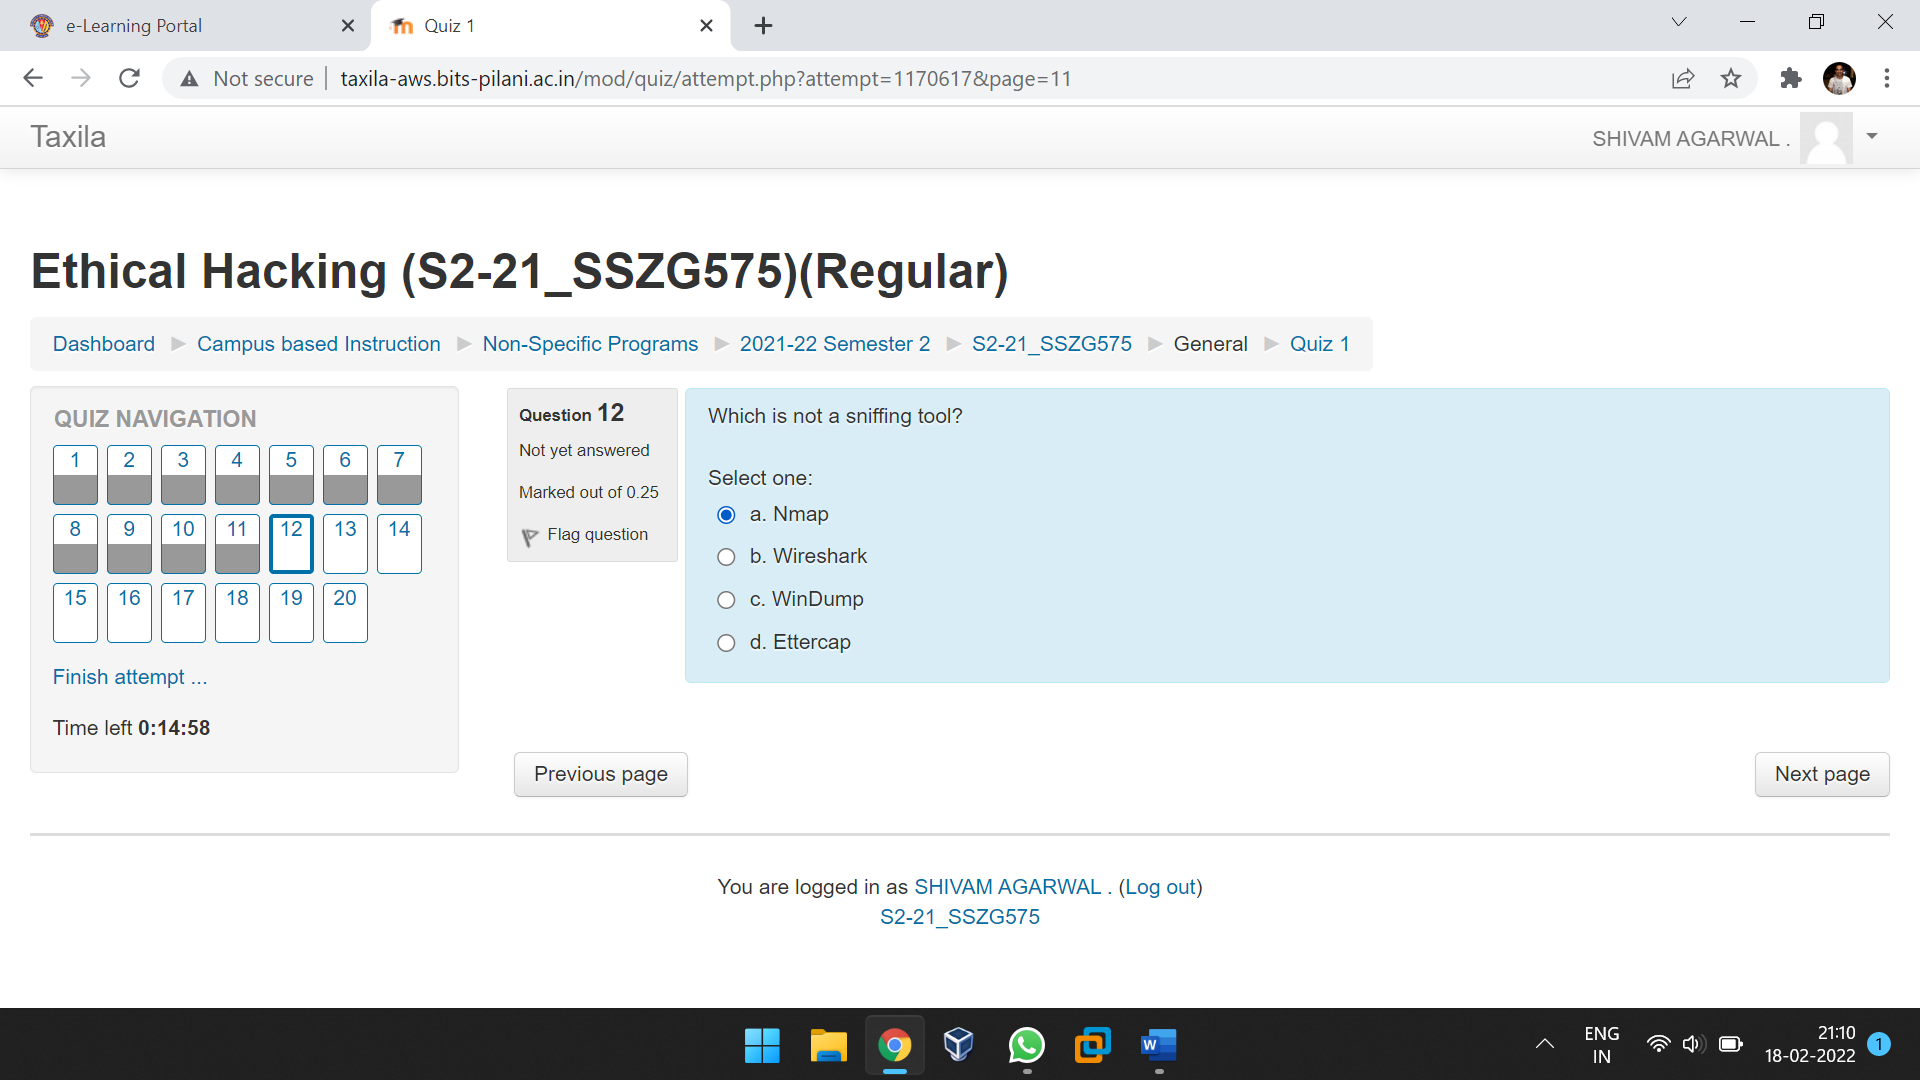 e-Learning Portal
Quiz 1
Not secure
taxila-aws.bits-pilani.ac.in/mod/quiz/attempt.php?attempt=1170617&page=11
Taxila
SHIVAM AGARWAL .
Ethical Hacking (S2-21_SSZG575)(Regular)
Dashboard ► Campus based Instruction ► Non-Specific Programs ► 2021-22 Semester 2 ► S2-21_SSZG575 ► General ► Quiz 1
QUIZ NAVIGATION
1 2 3 4 5 6 7
8 9 10 11 12 13 14
15 16 17 18 19 20
Finish attempt ...
Time left 0:14:58
Question 12
Not yet answered
Marked out of 0.25
Flag question
Which is not a sniffing tool?
Select one:
a. Nmap
b. Wireshark
c. WinDump
d. Ettercap
Previous page
Next page
You are logged in as SHIVAM AGARWAL . (Log out)
S2-21_SSZG575
W
ENG
IN
21:10
18-02-2022
1